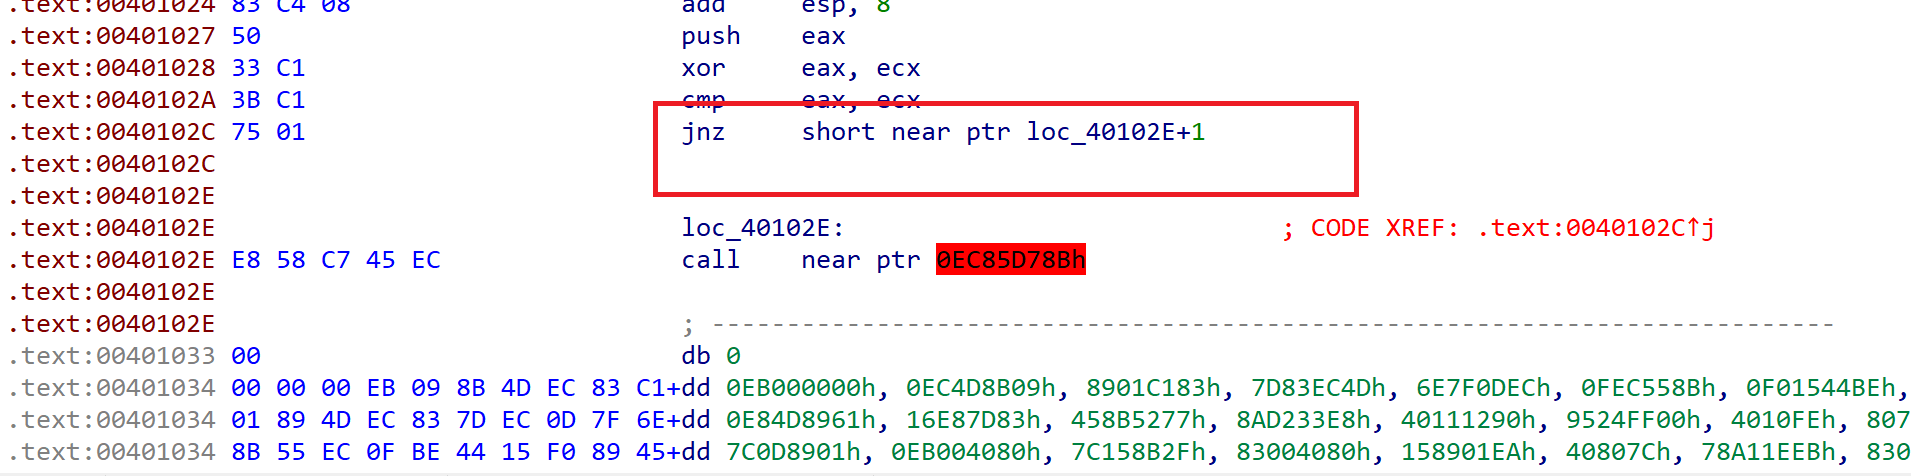 .text:00401024 83 C4 08 add esp, 8
.text:00401027 50 push eax
.text:00401028 33 C1 xor eax, ecx
.text:0040102A 3B C1 cmp eax, ecx
.text:0040102C 75 01 jnz short near ptr loc_40102E+1
.text:0040102C
.text:0040102E
.text:0040102E loc_40102E: ; CODE XREF: .text:0040102C↑j
.text:0040102E E8 58 C7 45 EC call near ptr 0EC85D78Bh
.text:0040102E
.text:0040102E ; ---------------------------------------------------------------------------
.text:00401033 00 db 0
.text:00401034 00 00 00 EB 09 8B 4D EC 83 C1+dd 0EB000000h, 0EC4D8B09h, 8901C183h, 7D83EC4Dh, 6E7F0DECh, 0FEC558Bh, 0F01544BEh,
.text:00401034 01 89 4D EC 83 7D EC 0D 7F 6E+dd 0E84D8961h, 16E87D83h, 458B5277h, 8AD233E8h, 40111290h, 9524FF00h, 4010FEh, 807
.text:00401034 8B 55 EC 0F BE 44 15 F0 89 45+dd 7C0D8901h, 0EB004080h, 7C158B2Fh, 83004080h, 158901EAh, 40807Ch, 78A11EEBh, 830